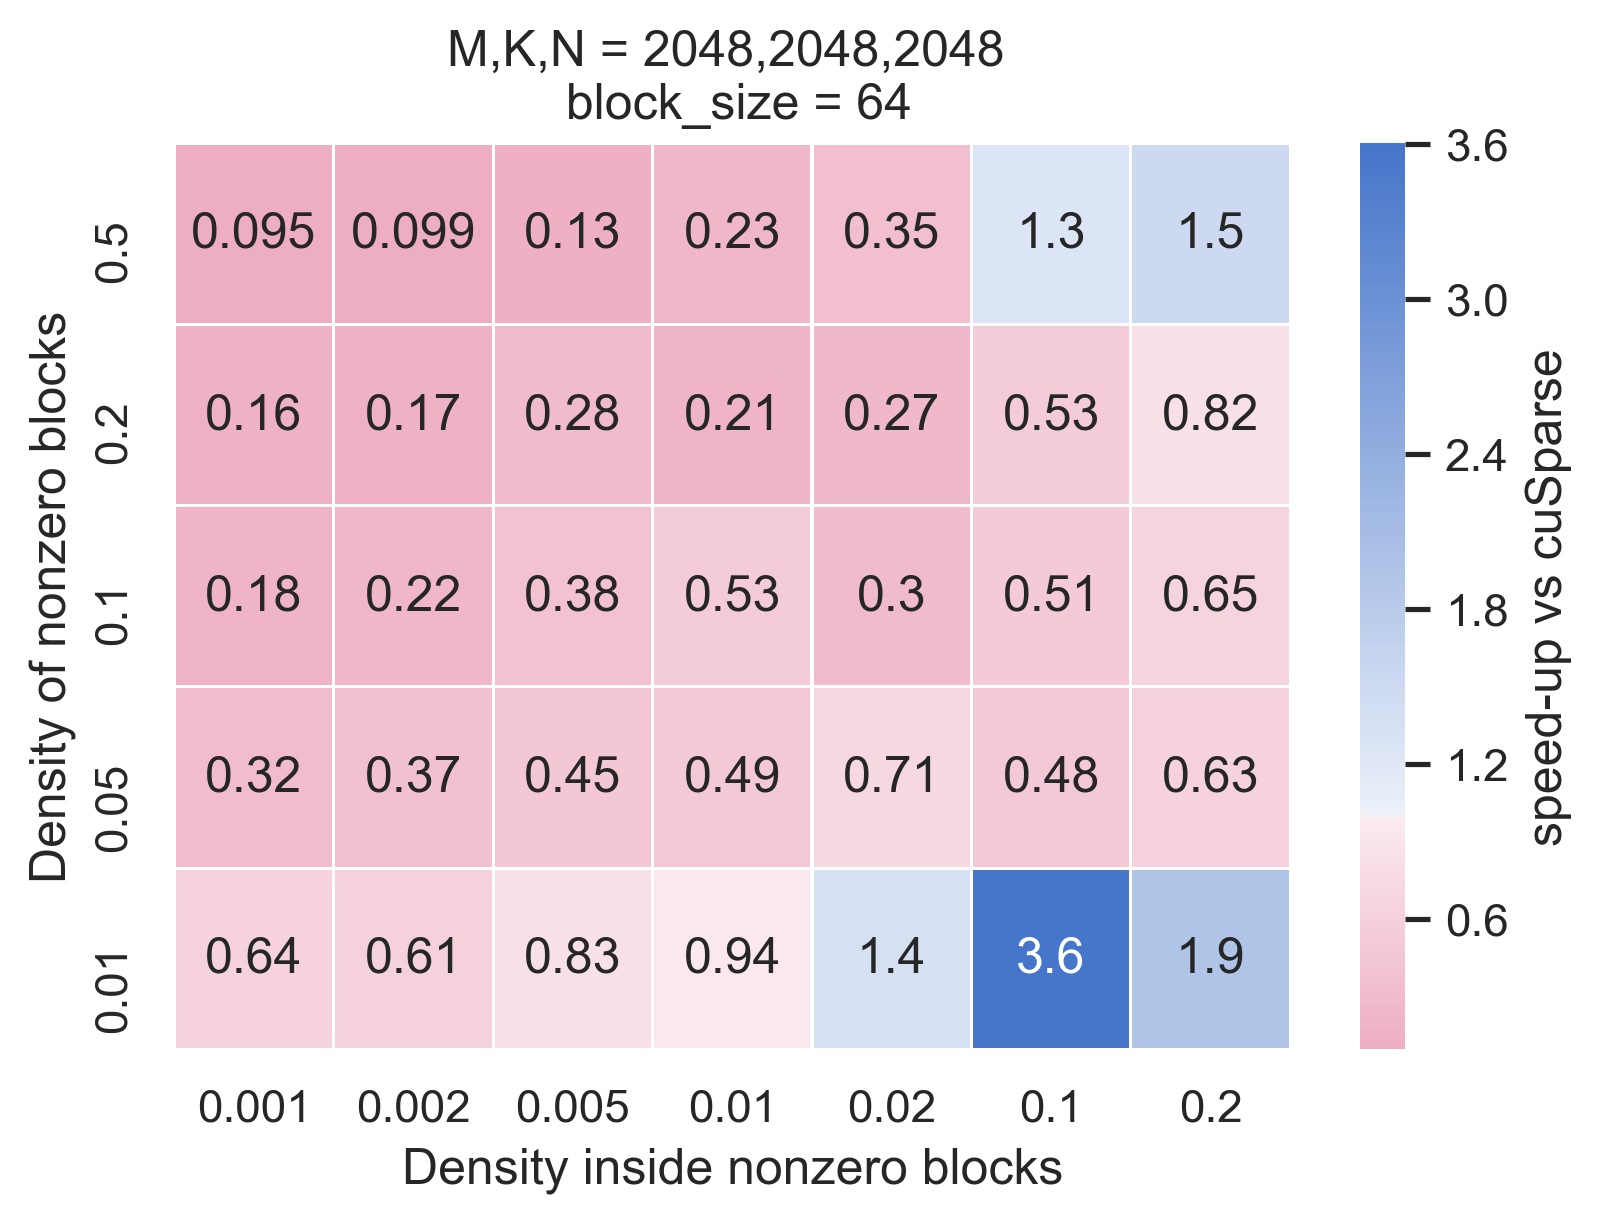 M,K,N = 2048,2048,2048
block_size = 64
Density of nonzero blocks
0.5
0.095 0.099 0.13 0.23 0.35 1.3 1.5
0.2
0.16 0.17 0.28 0.21 0.27 0.53 0.82
0.1
0.18 0.22 0.38 0.53 0.3 0.51 0.65
0.05
0.32 0.37 0.45 0.49 0.71 0.48 0.63
0.01
0.64 0.61 0.83 0.94 1.4 3.6 1.9
0.001 0.002 0.005 0.01 0.02 0.1 0.2
Density inside nonzero blocks
3.6
3.0
2.4
1.8
1.2
0.6
speed-up vs cuSparse